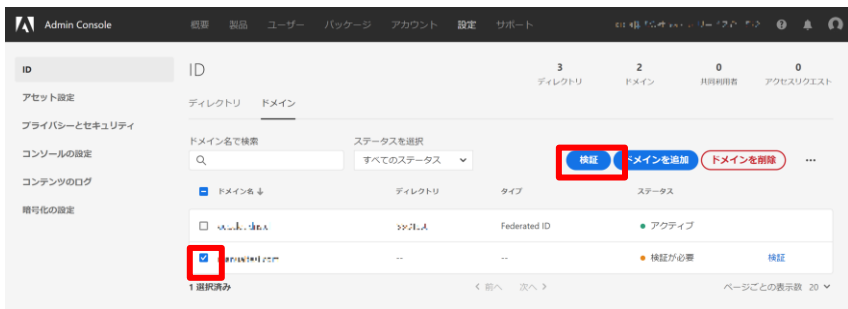 Admin Console 概要 製品 ユーザー パッケージ アカウント 設定 サポート
ID
アセット設定
プライバシーとセキュリティ
コンソールの設定
コンテンツのログ
暗号化の設定
ID
3 2 0 0
ディレクトリ ドメイン 共同利用者 アクセスリクエスト
ディレクトリ ドメイン
ドメイン名で検索 ステータスを選択
すべてのステータス 検証 ドメインを追加 ドメインを削除 ...
ドメイン名 ↓ ディレクトリ タイプ ステータス
Federated ID アクティブ
-- -- 検証が必要 検証
1 選択済み < 前へ 次へ > ページごとの表示数 20